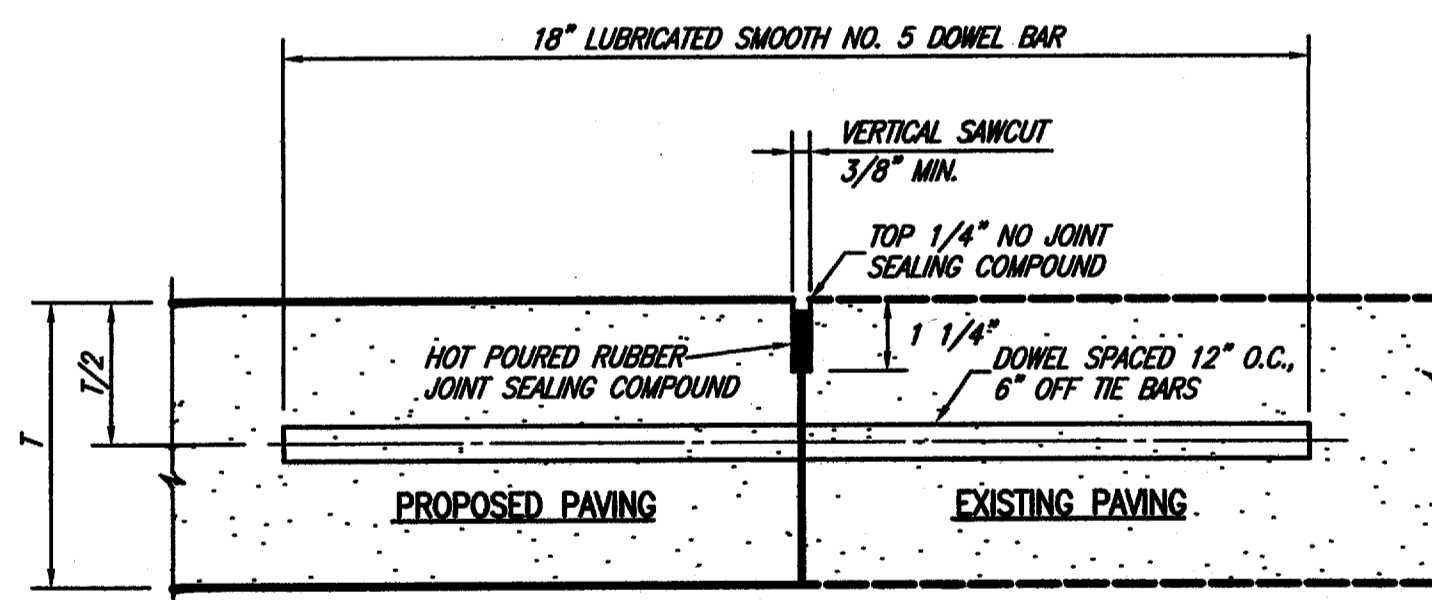 18" LUBRICATED SMOOTH NO. 5 DOWEL BAR
VERTICAL SAWCUT
3/8" MIN.
TOP 1/4" NO JOINT
SEALING COMPOUND
1 1/4"
HOT POURED RUBBER
JOINT SEALING COMPOUND
DOWEL SPACED 12" O.C.,
6" OFF TIE BARS
T/2
T
PROPOSED PAVING
EXISTING PAVING